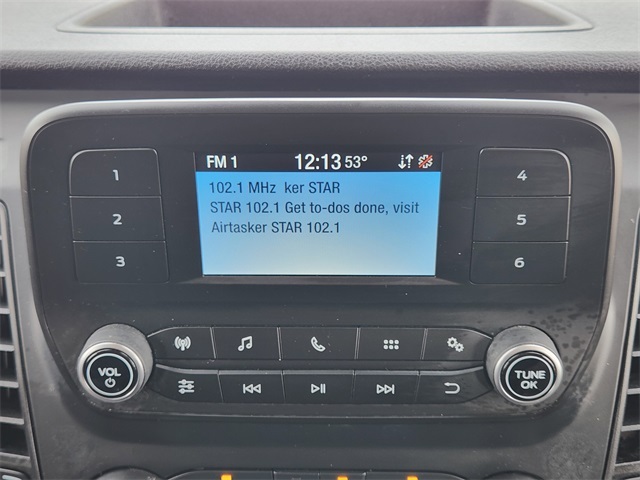 FM 1 12:13 53°
102.1 MHz ker STAR
STAR 102.1 Get to-dos done, visit
Airtasker STAR 102.1
1
2
3
4
5
6
VOL
TUNE
OK